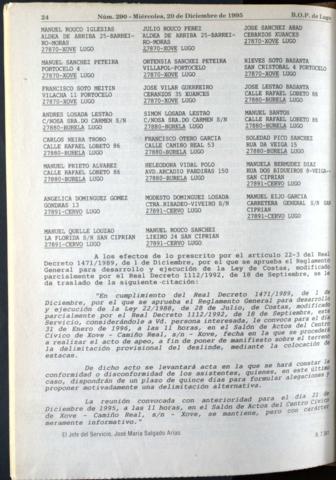 24 Núm. 290 - Miércoles, 20 de Diciembre de 1995 B.O.P. de Lugo
MANUEL ROUCO IGLESIAS JULIO ROUCO PEREZ JOSE SANCHEZ ABAD
ALDEA DE ARRIBA 25-BARREI- ALDEA DE ARRIBA 25-BARREI- CERANIDO XUANCES
RO-MORAS RO-MORAS 27870-XOVE LUGO
27870-XOVE LUGO 27870-XOVE LUGO
MANUEL SANCHEZ PETEIRA ORTENSIA SANCHEZ PETEIRA NIEVES SOTO BASANTA
PORTOCELO 4 VILLAPOL-PORTOCELO SAN CRISTOBAL 4 PORTOCELO
27870-XOVE LUGO 27870-XOVE LUGO 27870-XOVE LUGO
FRANCISCO SOTO MEITIN JOSE VILAR GUERREIRO JOSE LESTAO BASANTA
VILACHA 11 PORTOCELO CERANIDS 35 XUANCES CALLE RAFAEL LOBETO 86
27870-XOVE LUGO 27870-XOVE LUGO 27880-BURELA LUGO
ANDRES LOSADA LESTAO SIMON LOSADA LESTAO MANUEL SANTOS
C/NOSA SRA.DO CARMEN S/N C/NOSA SRA.DO CARMEN S/N CALLE RAFAEL LOBETO 86
27880-BURELA LUGO 27880-BURELA LUGO 27880-BURELA LUGO
CARLOS NEIRA TROBO FRANCISCO OTERO GARCIA SOLEDAD PICO SANCHEZ
CALLE RAFAEL LOBETO 86 CALLE CAÑIRO REAL 53 RUA DA VEIGA 15
27880-BURELA LUGO 27880-BURELA LUGO 27880-BURELA LUGO
MANUEL PRIETO ALVAREZ HELEODORA VIDAL POLO MANUELA BERMUDEZ DIAZ
CALLE RAFAEL LOBETO 86 AVD.ARCADIO PARDIÑAS 150 RUA DOS BIGUEIROS 8-VEIGA-
27880-BURELA LUGO 27880-BURELA LUGO SAN CIPRIAN
27891-CERVO LUGO
ANGELICA DOMINGUEZ GOMEZ MODESTO DOMINGUEZ LOSADA MANUEL EIJO GARCIA
GONDRAS 13 CTRA.RIBADEO-VIVEIRO S/N CARRETERA GENERAL S/N SAN
27891-CERVO LUGO 27891-CERVO LUGO CIPRIAN
27891-CERVO LUGO
MANUEL QUELLE LOUZAO MANUEL ROUCO SANCHEZ
LA FLORIDA S/N SAN CIPRIAN LIEIRO 24 SAN CIPRIAN
27891-CERVO LUGO 27891-CERVO LUGO
A los efectos de lo prescrito por el artículo 22-3 del Real
Decreto 1471/1989, de 1 de Diciembre, por el que se aprueba el Reglamento
General para desarrollo y ejecución de la Ley de Costas, modificado
parcialmente por el Real Decreto 1112/1992, de 18 de Septiembre, se le
da traslado de la siguiente citación:
"En cumplimiento del Real Decreto 1471/1989, de 1 de
Diciembre, por el que se aprueba el Reglamento General para desarrollo
y ejecución de la Ley 22/1988, de 28 de Julio, de Costas, modificado
parcialmente por el Real Decreto 1112/1992, de 18 de septiembre, este
Servicio, considerándole a Vd. persona interesada, le convoca para el día
31 de Enero de 1996, a las 11 horas, en el Salón de Actos del Centro
Cívico de Xove - Camiño Real, s/n - Xove, fecha en la que se procederá
a realizar el acto de apeo, a fin de poner de manifiesto sobre el terreno
la delimitación provisional del deslinde, mediante la colocación de
estacas.
De dicho acto se levantará acta en la que se hará constar la
conformidad o disconformidad de los asistentes, quienes, en este último
caso, dispondrán de un plazo de quince días para formular alegaciones y
proponer motivadamente una delimitación alternativa.
La reunión convocada con anterioridad para el día 21 de
Diciembre de 1995, a las 11 horas, en el Salón de Actos del Centro Cívico
de Xove - Camiño Real, s/n - Xove, se mantiene, pero con carácter
meramente informativo."
El Jefe del Servicio, José María Salgado Arias.